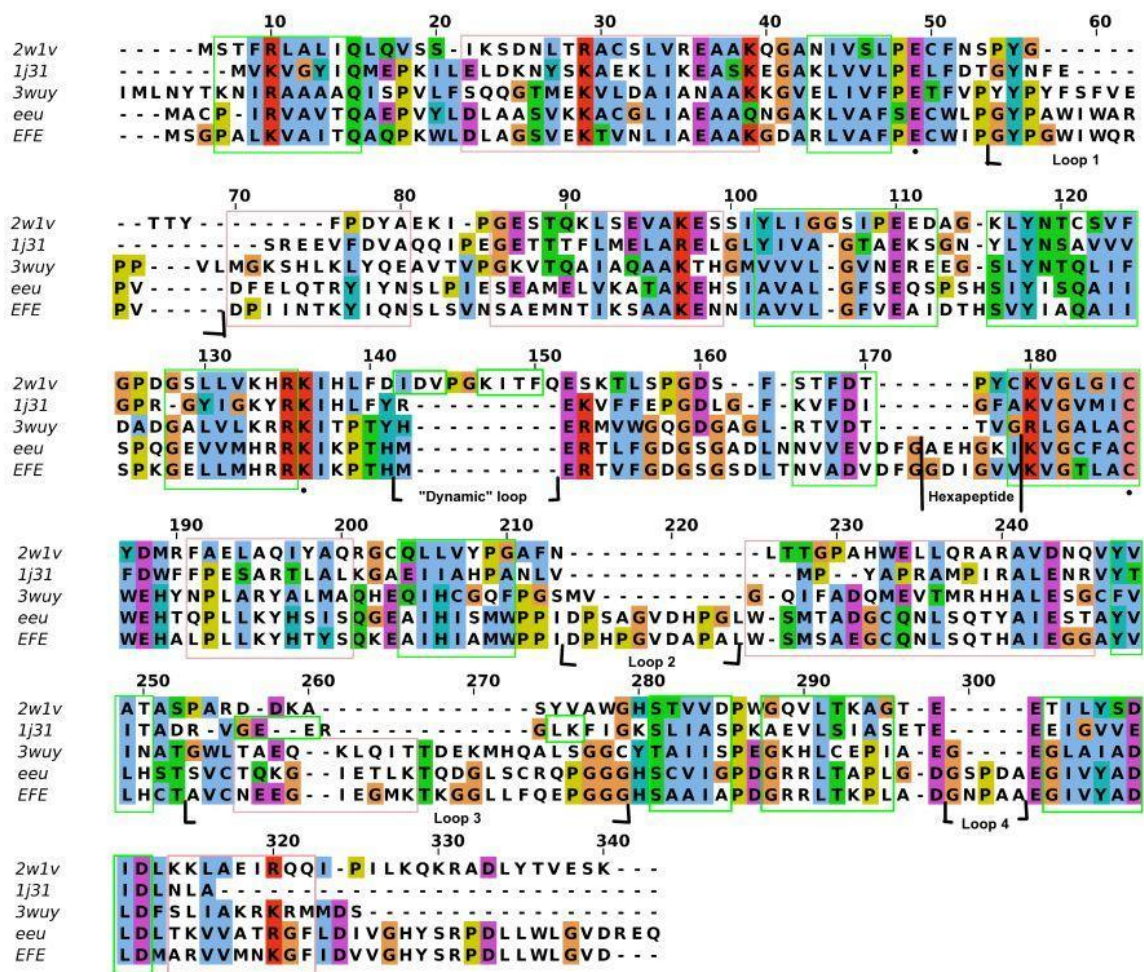 10 20 30 40 50 60
2w1v -----MSTFRLALIQLQVSS-IKSDNLTRACSLVREAAKQGANIVSLPECFNSPYG------
1j31 -------MVKVGYIQMEPKILELDKNYSKAEKLIKEASKEGAKLVVLPELFDTGYNFE----
3wuy IMLNYTKNIRAAAAQISPVLFSQQGTMEKVLDAIANAAKKGVELIVFPETFVPYYPYFSFVE
eeu ---MACP-IRVAVTQAEPVYLDLAASVKKACGLIAEAAQNGAKLVAFSECWLPGYPAWIWAR
EFE ---MSGPALKVAITQAQPKWLDLAGSVEKTVNLIAEAAKGDARLVAFPECWIPGYPGWIWQR
Loop 1
70 80 90 100 110 120
2w1v --TTY--------FPDYAEKI-PGESTQKLSEVAKESSIYLIGGSIPEEDAG-KLYNTCSVF
1j31 ---------SREEVFDVAQQIPEGETTTFLMELARELGLYIVA-GTAEKSGN-YLYNSAVVV
3wuy PP---VLMGKSHLKLYQEAVTVPGKVTQAIAQAAKTHGMVVVL-GVNEREEG-SLYNTQLIF
eeu PV-----DFELQTRYIYNSLPIESEAMELVKATAKEHSIAVAL-GFSEQSPSHSIYISQAII
EFE PV-----DPIINTKYIQNSLSVNSAEMNTIKSAAKENNIAVVL-GFVEAIDTHSVYIAQAII
130 140 150 160 170 180
2w1v GPDGSLLVKHRKIHLFDIDVPGKITFQESKTLSPGDS--F-STFDT------PYCKVGLGIC
1j31 GPR-GYIGKYRKIHLFYR---------EKVFFEPGDLG-F-KVFDI------GFAKVGVMIC
3wuy DADGALVLKRRKITPTYH---------ERMVWGQGDGAGL-RTVDT------TVGRLGALAC
eeu SPQGEVVMHRRKIKPTHM---------ERTLFGDGSGADLNNVVEVDFGAEHGKIKVGCFAC
EFE SPKGELLMHRRKIKPTHM---------ERTVFGDGSGSDLTNVADVDFGGDIGVVKVGTLAC
"Dynamic" loop Hexapeptide
190 200 210 220 230 240
2w1v YDMRFAELAQIYAQRGCQLLVYPGAFN------------LTTGPAHWELLQRARAVDNQVYV
1j31 FDWFFPESARTLALKGAEIIAHPANLV--------------MP--YAPRAMPIRALENRVYT
3wuy WEHYNPLARYALMAQHEQIHCGQFPGSMV---------G-QIFADQMEVTMRHHALESGCFV
eeu WEHTQPLLKYHSISQGEAIHISMWPPIDPSAGVDHPGLW-SMTADGCQNLSQTYAIESTAYV
EFE WEHALPLLKYHTYSQKEAIHIAMWPPIDPHPGVDAPALW-SMSAEGCQNLSQTHAIEGGAYV
Loop 2
250 260 270 280 290 300
2w1v ATASPARD-DKA-------------SYVAWGHSTVVDPWGQVLTKAGT-E-----ETILYSD
1j31 ITADR-VGE--ER------------GLKFIGKSLIASPKAEVLSIASETE-----EEIGVVE
3wuy INATGWLTAEQ--KLQITTDEKMHQALSGGCYTAIISPEGKHLCEPIA-EG----EGLAIAD
eeu LHSTSVCTQKG--IETLKTQDGLSCRQPGGGHSCVIGPDGRRLTAPLG-DGSPDAEGIVYAD
EFE LHCTAVCNEEG--IEGMKTKGGLLFQEPGGGHSAAIAPDGRRLTKPLA-DGNPAAEGIVYAD
Loop 3 Loop 4
320 330 340
2w1v IDLKKLAEIRQQI-PILKQKRADLYTVESK---
1j31 IDLNLA---------------------------
3wuy LDFSLIAKRKRMMDS------------------
eeu LDLTKVVATRGFLDIVGHYSRPDLLWLGVDREQ
EFE LDMARVVMNKGFIDVVGHYSRPDLLWLGVD---